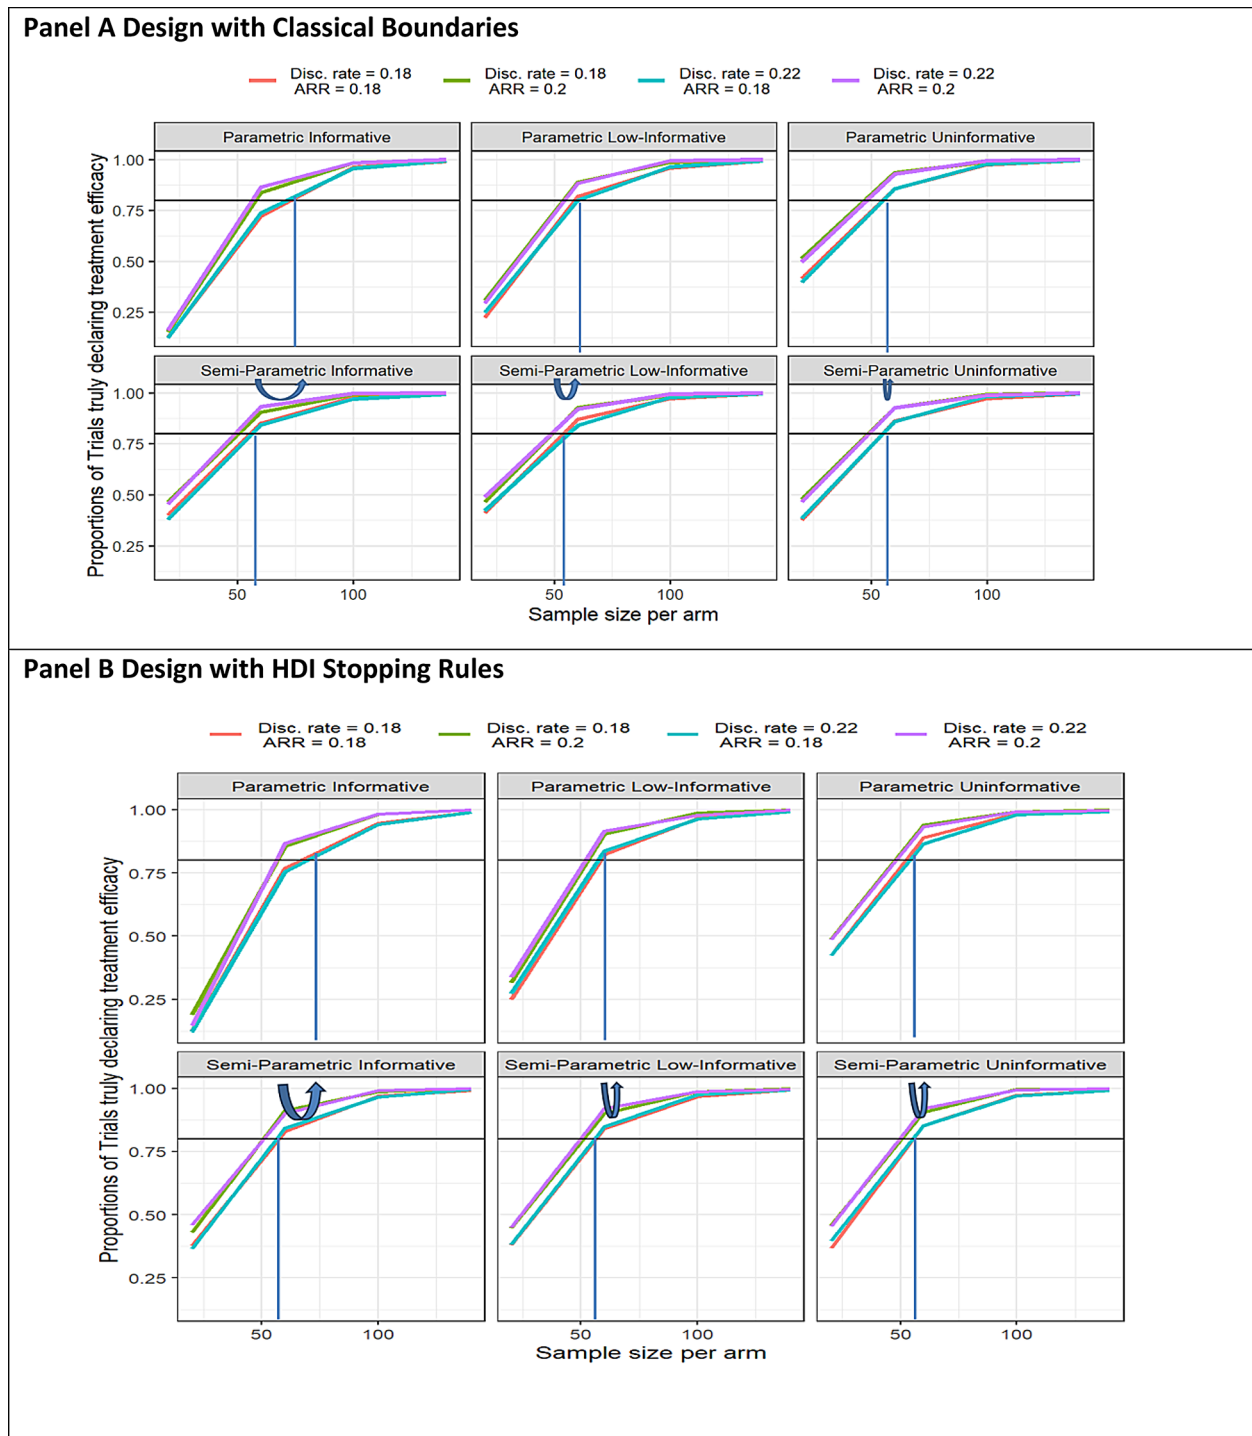 Panel A Design with Classical Boundaries
Disc. rate = 0.18
ARR = 0.18
Disc. rate = 0.18
ARR = 0.2
Disc. rate = 0.22
ARR = 0.18
Disc. rate = 0.22
ARR = 0.2
Proportions of Trials truly declaring treatment efficacy
Parametric Informative
Parametric Low-Informative
Parametric Uninformative
1.00
0.75
0.50
0.25
Semi-Parametric Informative
Semi-Parametric Low-Informative
Semi-Parametric Uninformative
1.00
0.75
0.50
0.25
50
100
50
100
50
100
Sample size per arm
Panel B Design with HDI Stopping Rules
Disc. rate = 0.18
ARR = 0.18
Disc. rate = 0.18
ARR = 0.2
Disc. rate = 0.22
ARR = 0.18
Disc. rate = 0.22
ARR = 0.2
Proportions of Trials truly declaring treatment efficacy
Parametric Informative
Parametric Low-Informative
Parametric Uninformative
1.00
0.75
0.50
0.25
Semi-Parametric Informative
Semi-Parametric Low-Informative
Semi-Parametric Uninformative
1.00
0.75
0.50
0.25
50
100
50
100
50
100
Sample size per arm